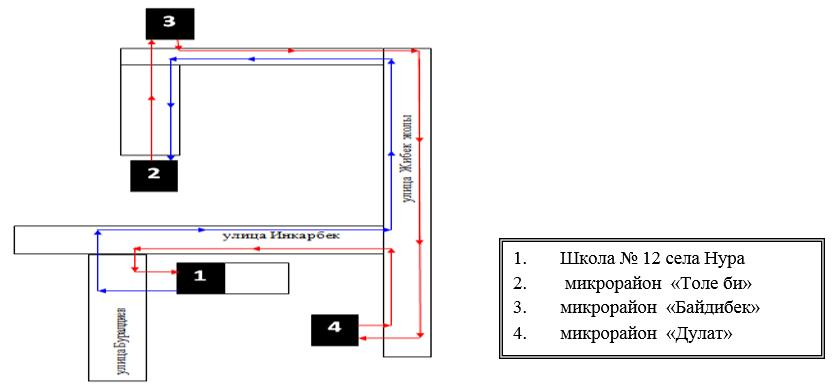 3
2
улица Жибек жолы
улица Инкарбек
1
4
улица Буралдиев
1. Школа № 12 села Нура
2. микрорайон «Толе би»
3. микрорайон «Байдибек»
4. микрорайон «Дулат»